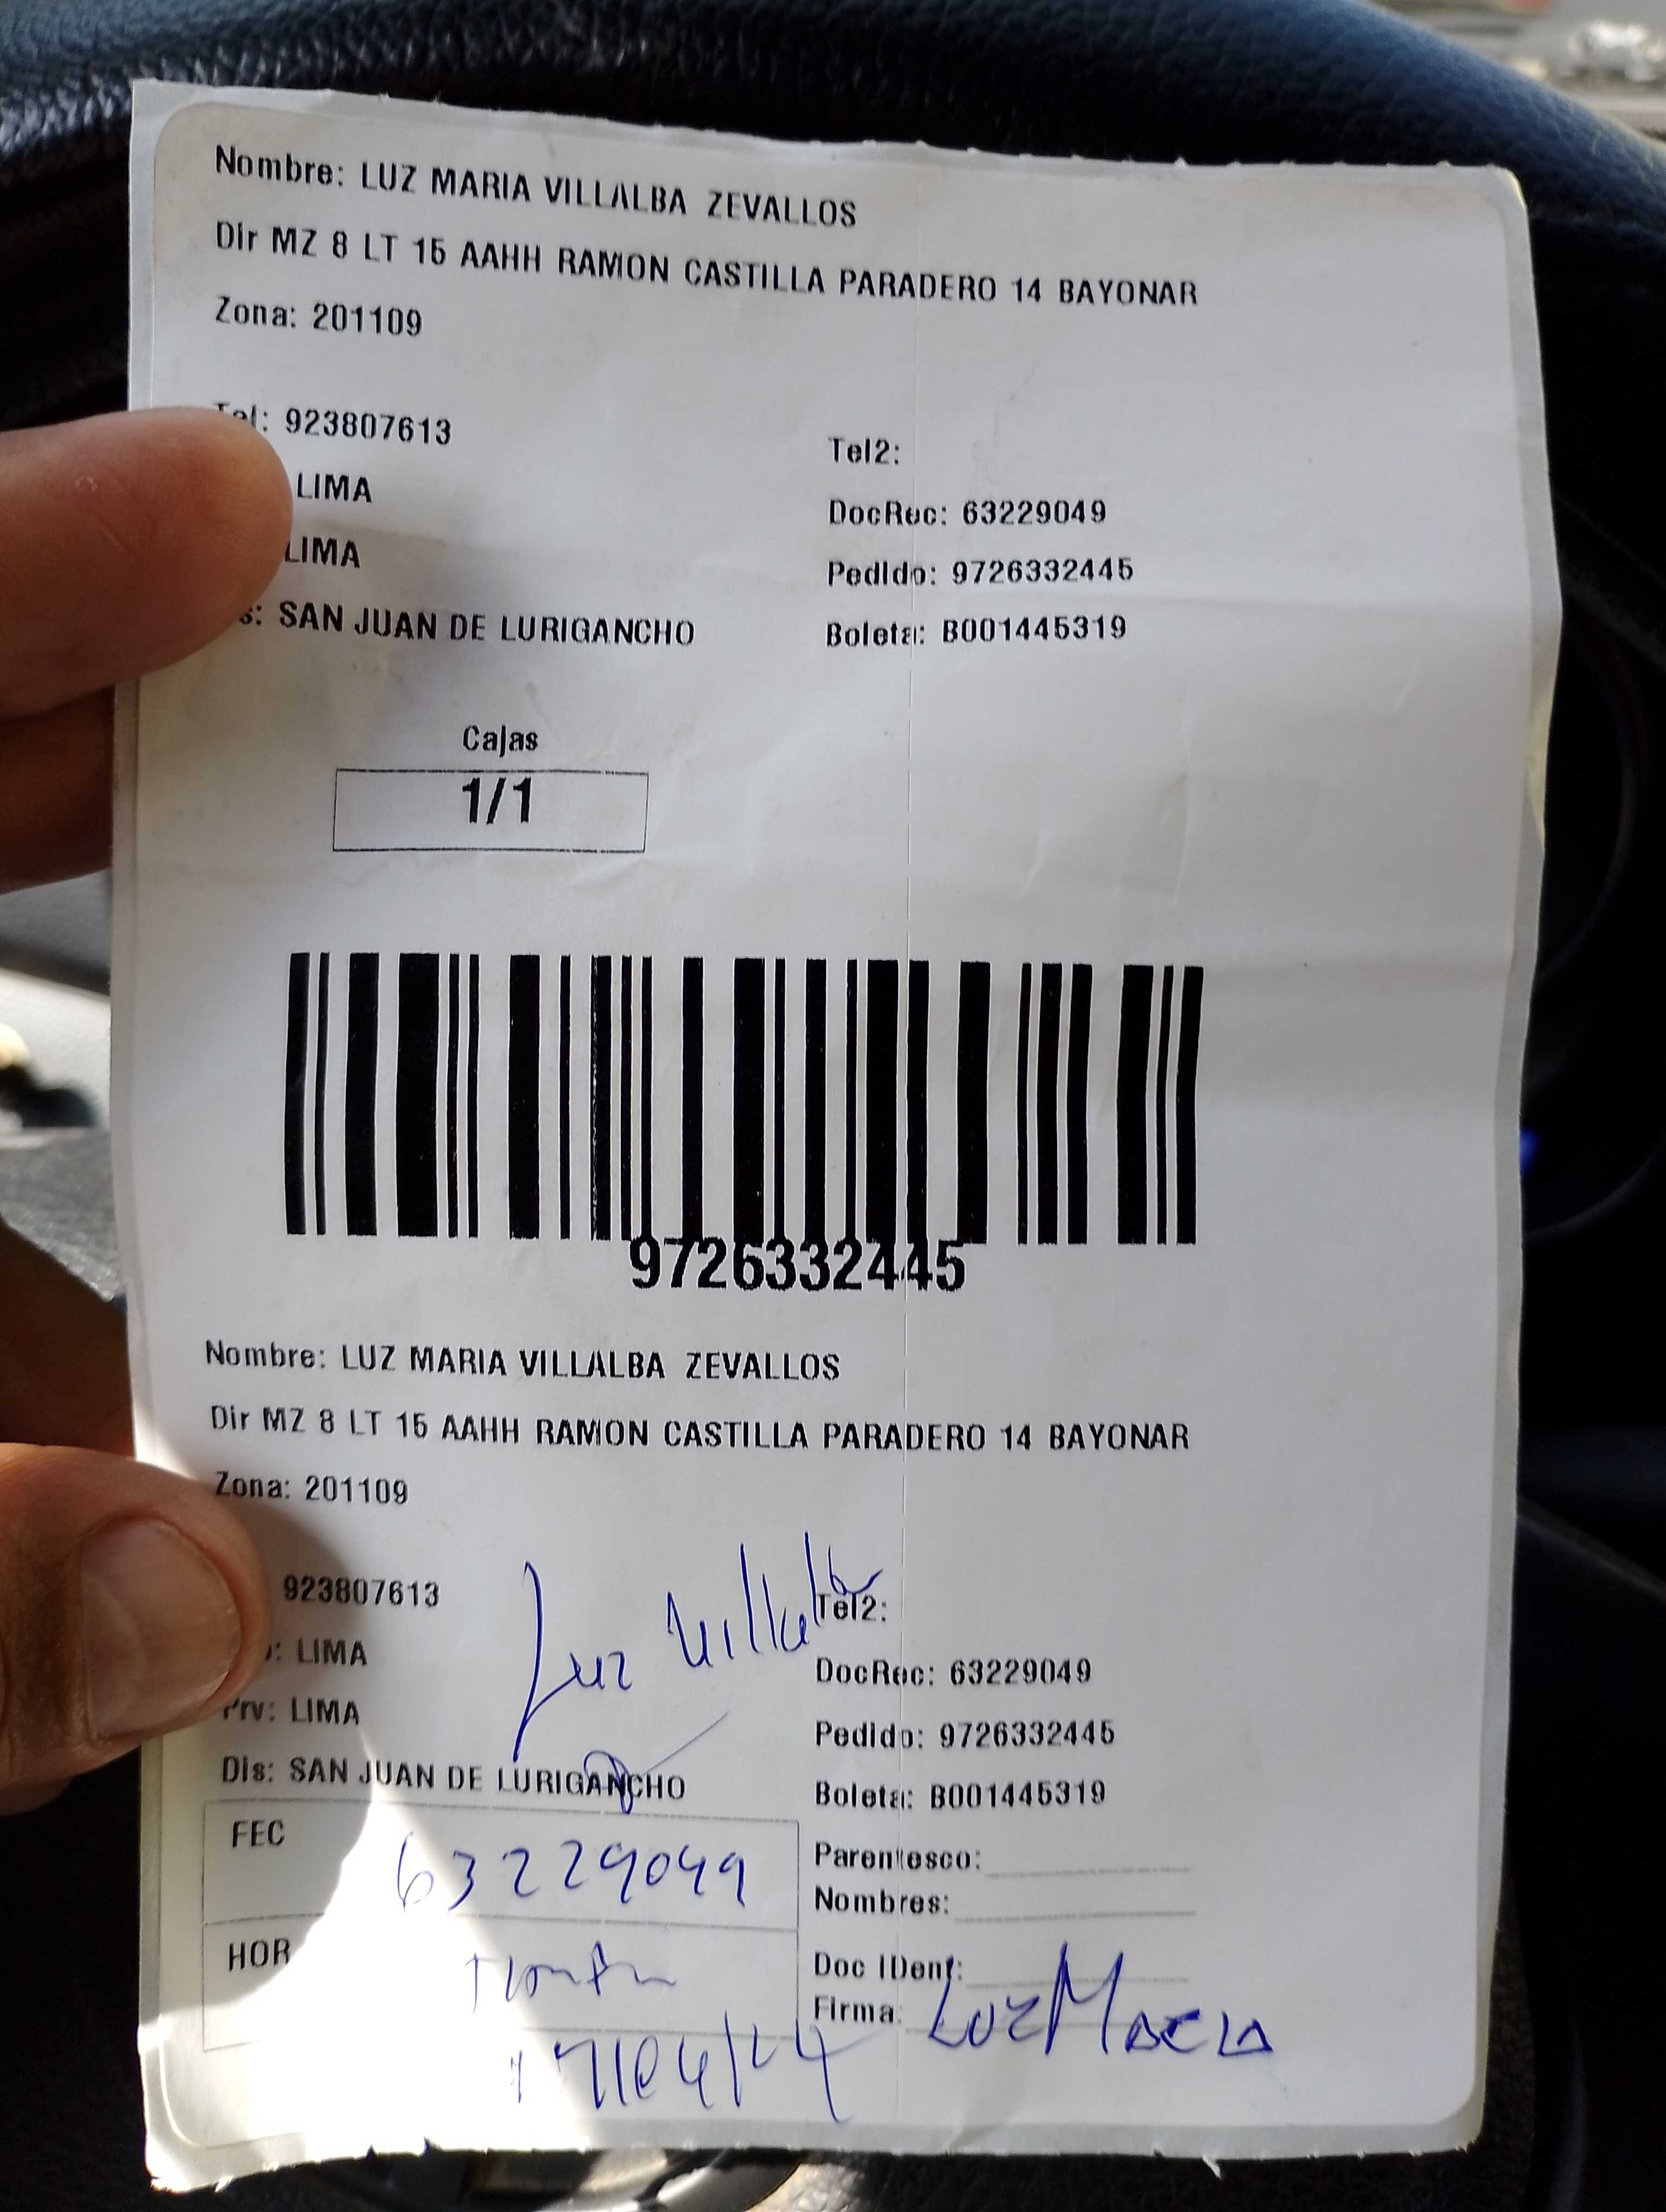 Nombre: LUZ MARIA VILLALBA ZEVALLOS
Dir MZ 8 LT 15 AAHH RAMON CASTILLA PARADERO 14 BAYONAR
Zona: 201109
Tel: 923807613
Tel2:
LIMA
DocRec: 63229049
LIMA
Pedido: 9726332445
s: SAN JUAN DE LURIGANCHO
Boleta: B001445319
Cajas
1/1
9726332445
Nombre: LUZ MARIA VILLALBA ZEVALLOS
Dir MZ 8 LT 15 AAHH RAMON CASTILLA PARADERO 14 BAYONAR
Zona: 201109
923807613
Luz Villalba
Tel2:
: LIMA
DocRec: 63229049
Prv: LIMA
Pedido: 9726332445
Dis: SAN JUAN DE LURIGANCHO
Boleta: B001445319
FEC
63229049
Parentesco:
Nombres:
HOR
Doc IDent:
Firma: LUZ